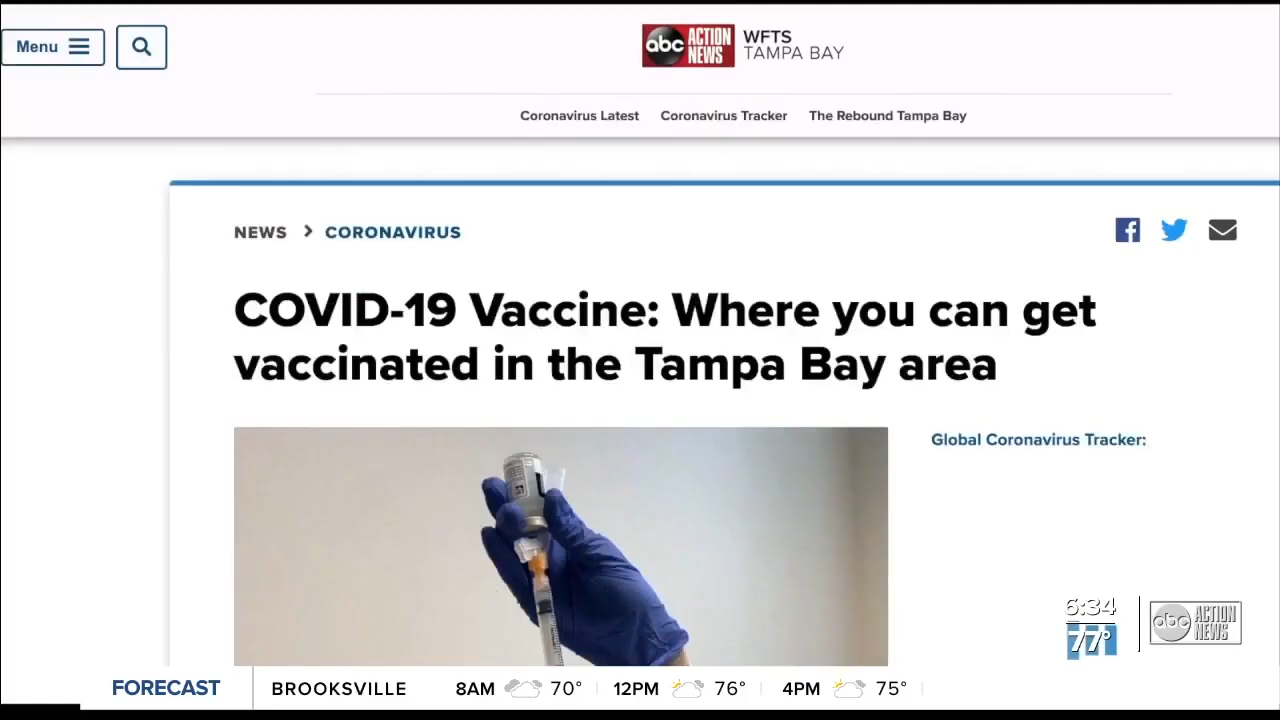 Menu
abc ACTION NEWS
WFTS
TAMPA BAY
Coronavirus Latest Coronavirus Tracker The Rebound Tampa Bay
NEWS > CORONAVIRUS
COVID-19 Vaccine: Where you can get
vaccinated in the Tampa Bay area
Global Coronavirus Tracker:
6:34
77°
abc ACTION NEWS
FORECAST BROOKSVILLE 8AM 70° 12PM 76° 4PM 75°